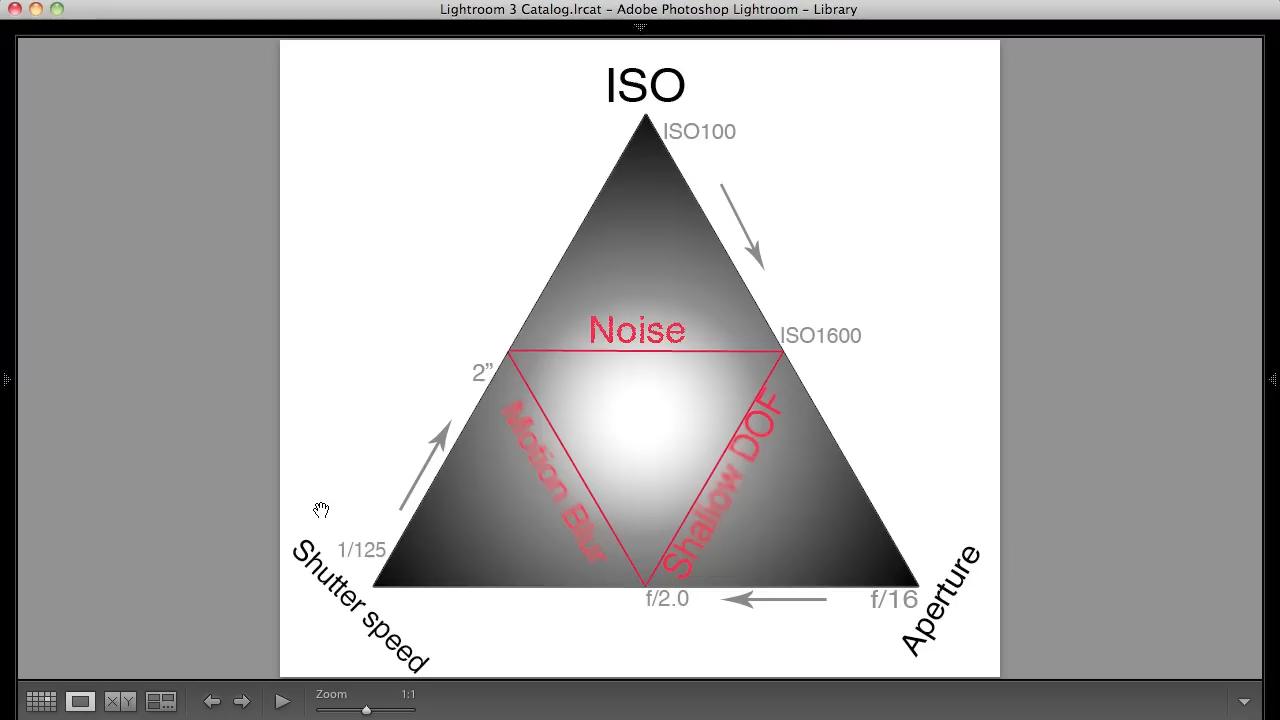 Lightroom 3 Catalog.lrcat – Adobe Photoshop Lightroom – Library
ISO
ISO100
Noise
ISO1600
2”
Motion Blur
Shallow DOF
1/125
Shutter speed
f/2.0
f/16
Aperture
XY
Zoom 1:1